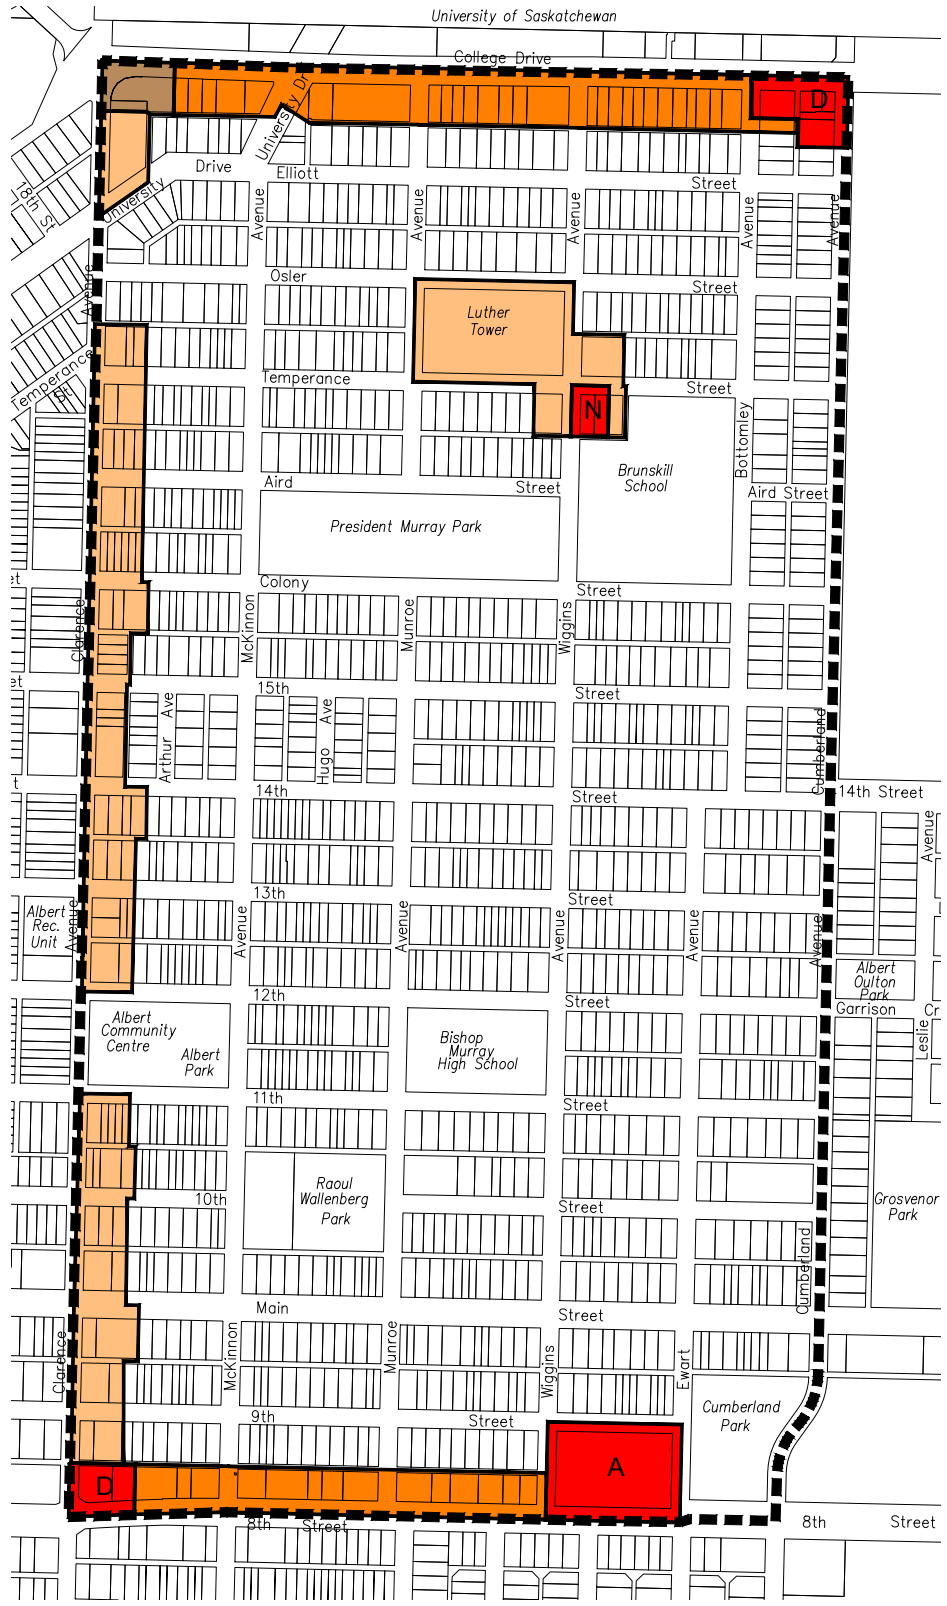 University of Saskatchewan
College Drive
D
University Dr
Drive
Elliott
Street
18th St
University
Avenue
Avenue
Avenue
Avenue
Avenue
Osler
Street
Avenue
Luther
Tower
Temperance
St
Temperance
Street
N
Bottomley
Brunskill
School
Aird
Street
Aird Street
President Murray Park
et
Colony
Street
Clarence
McKinnon
Munroe
Wiggins
et
15th
Street
Arthur Ave
Hugo Ave
Cumberland
t
14th
Street
14th Street
Avenue
13th
Street
Albert
Rec.
Unit
Avenue
Avenue
Avenue
Avenue
Avenue
Avenue
Albert
Oulton
Park
12th
Street
Garrison
Cr
Albert
Community
Centre
Albert
Park
Bishop
Murray
High School
Leslie
11th
Street
Raoul
Wallenberg
Park
10th
Street
Grosvenor
Park
Cumberland
Main
Street
Clarence
McKinnon
Munroe
Wiggins
Ewart
9th
Street
Cumberland
Park
A
D
8th
Street
8th
Street